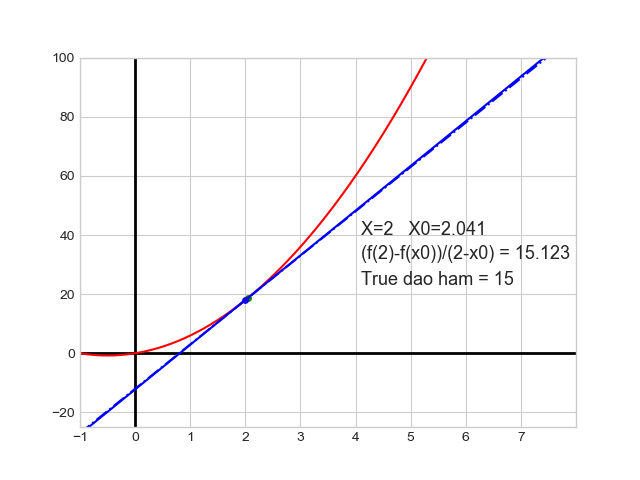 100
80
60
40
20
0
−20
X=2 X0=2.041
(f(2)-f(x0))/(2-x0) = 15.123
True dao ham = 15
−1 0 1 2 3 4 5 6 7